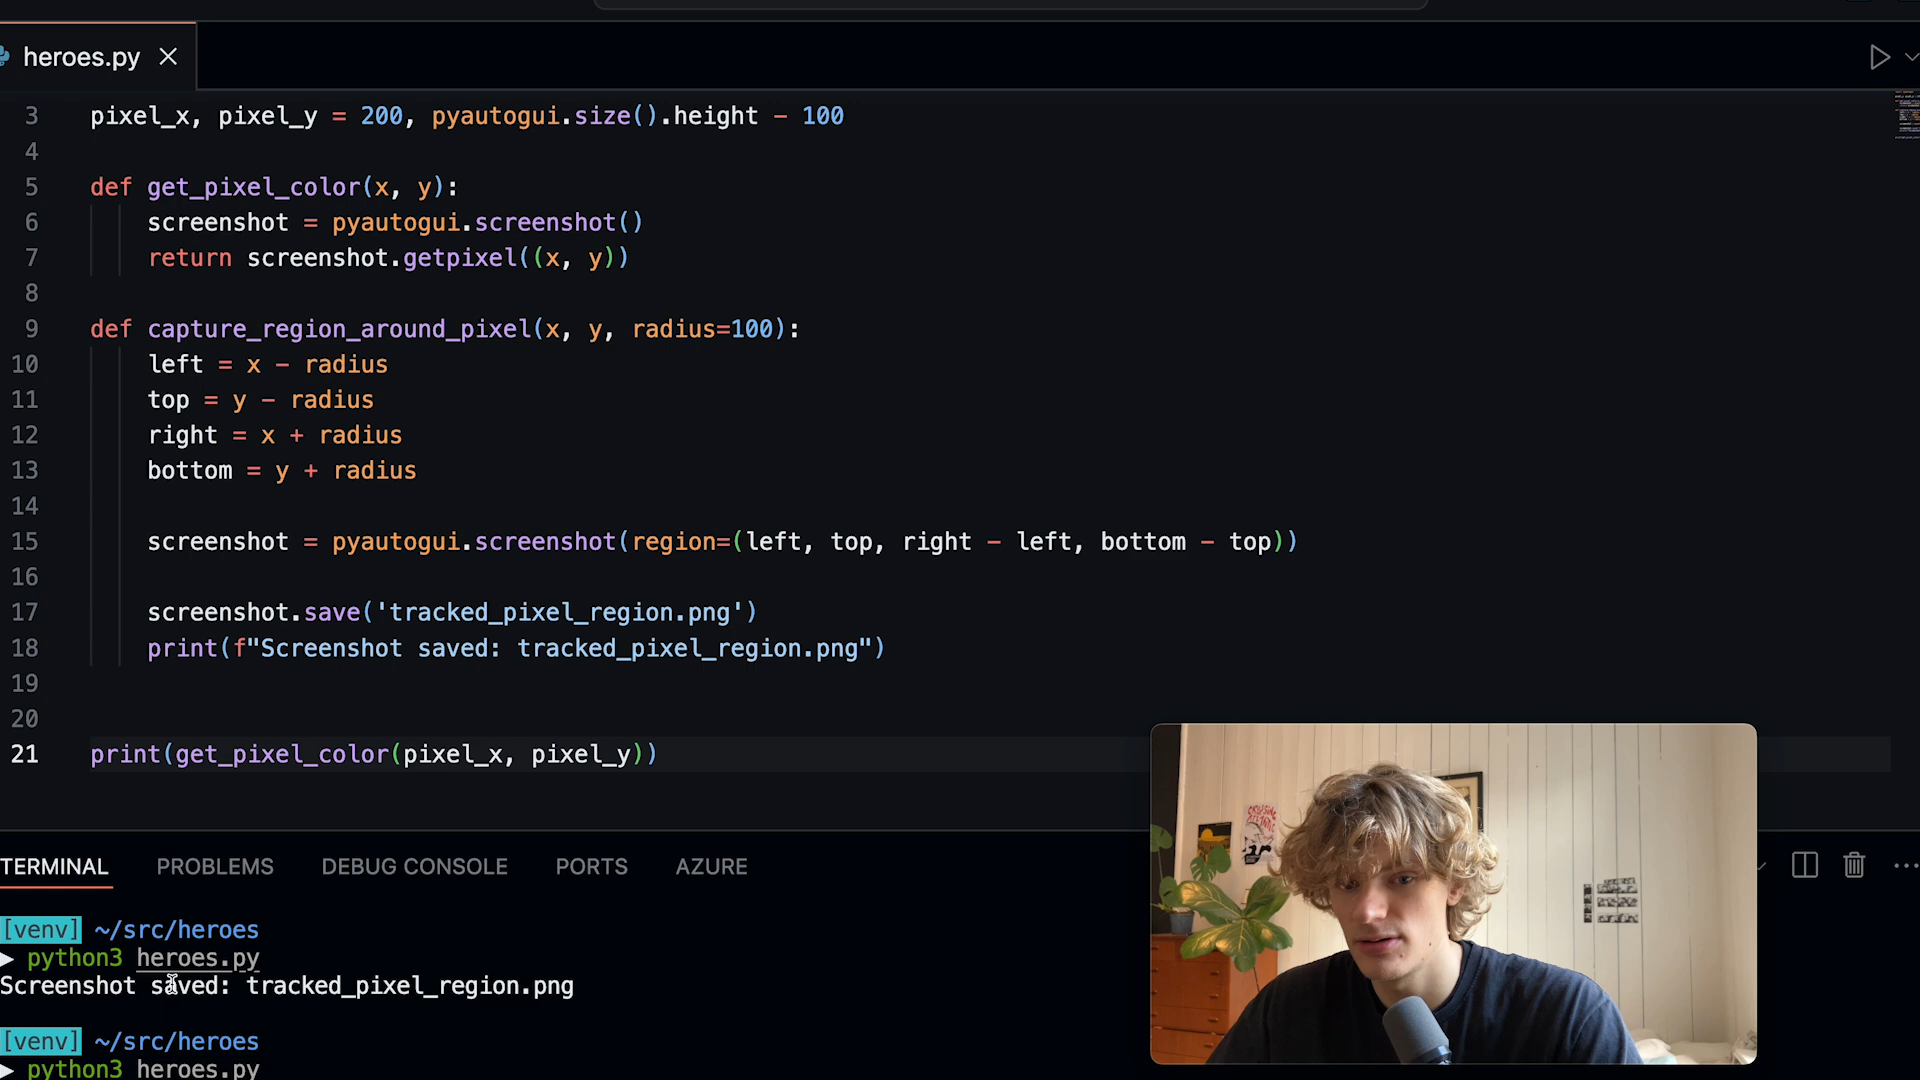 heroes.py
3 pixel_x, pixel_y = 200, pyautogui.size().height - 100
4
5 def get_pixel_color(x, y):
6 screenshot = pyautogui.screenshot()
7 return screenshot.getpixel((x, y))
8
9 def capture_region_around_pixel(x, y, radius=100):
10 left = x - radius
11 top = y - radius
12 right = x + radius
13 bottom = y + radius
14
15 screenshot = pyautogui.screenshot(region=(left, top, right - left, bottom - top))
16
17 screenshot.save('tracked_pixel_region.png')
18 print(f"Screenshot saved: tracked_pixel_region.png")
19
20
21 print(get_pixel_color(pixel_x, pixel_y))
TERMINAL PROBLEMS DEBUG CONSOLE PORTS AZURE
[venv] ~/src/heroes
python3 heroes.py
Screenshot saved: tracked_pixel_region.png
[venv] ~/src/heroes
python3 heroes.py